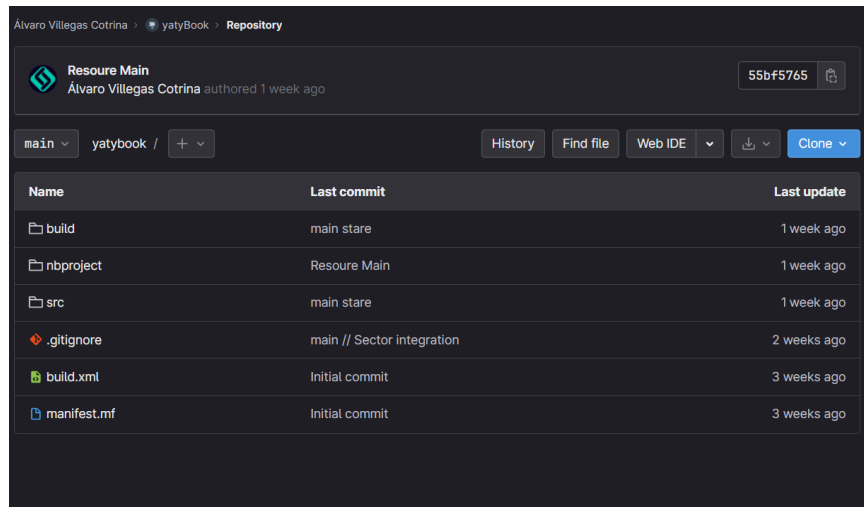 Álvaro Villegas Cotrina > yatyBook > Repository
Resoure Main
Álvaro Villegas Cotrina authored 1 week ago
55bf5765
main yatybook / + History Find file Web IDE Clone
Name Last commit Last update
build main stare 1 week ago
nbproject Resoure Main 1 week ago
src main stare 1 week ago
.gitignore main // Sector integration 2 weeks ago
build.xml Initial commit 3 weeks ago
manifest.mf Initial commit 3 weeks ago